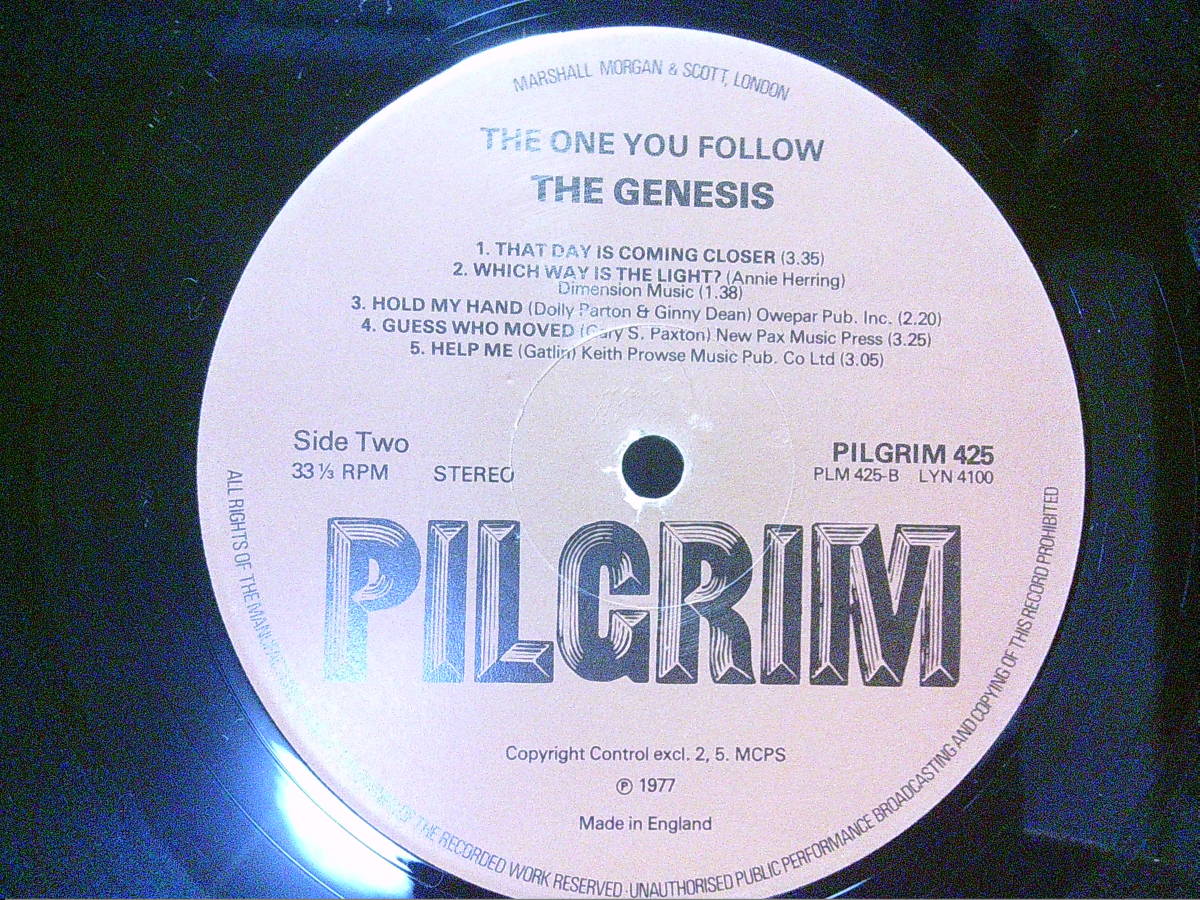 MARSHALL MORGAN & SCOTT, LONDON
THE ONE YOU FOLLOW
THE GENESIS
1. THAT DAY IS COMING CLOSER (3.35)
2. WHICH WAY IS THE LIGHT? (Annie Herring)
Dimension Music (1.38)
3. HOLD MY HAND (Dolly Parton & Ginny Dean) Owepar Pub. Inc. (2.20)
4. GUESS WHO MOVED (Gary S. Paxton) New Pax Music Press (3.25)
5. HELP ME (Gatlin) Keith Prowse Music Pub. Co Ltd (3.05)
Side Two
33⅓ RPM STEREO
PILGRIM 425
PLM 425-B LYN 4100
PILGRIM
Copyright Control excl. 2, 5. MCPS
℗ 1977
Made in England
ALL RIGHTS OF THE OF THE RECORDED WORK RESERVED · UNAUTHORISED PUBLIC PERFORMANCE BROADCASTING AND COPYING OF THIS RECORD PROHIBITED